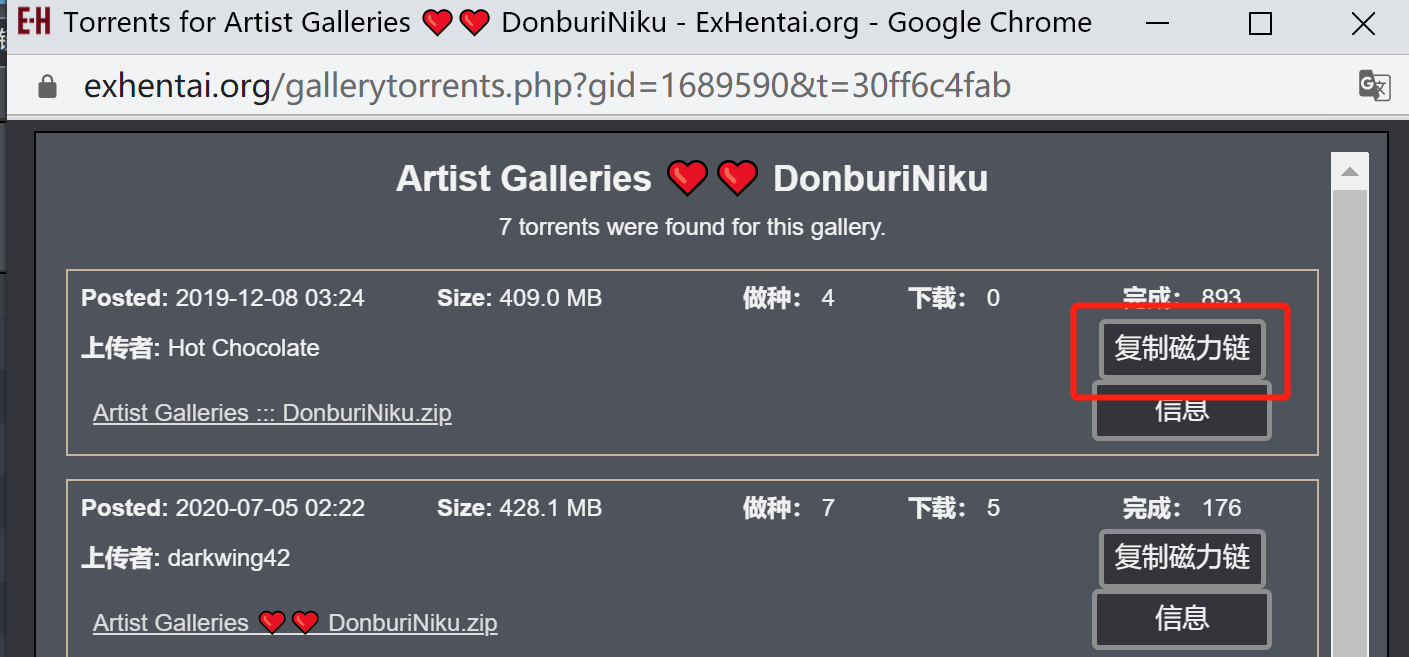 E-H Torrents for Artist Galleries ❤️❤️ DonburiNiku - ExHentai.org - Google Chrome
exhentai.org/gallerytorrents.php?gid=1689590&t=30ff6c4fab
Artist Galleries ❤️❤️ DonburiNiku
7 torrents were found for this gallery.
Posted: 2019-12-08 03:24 Size: 409.0 MB 做种： 4 下载： 0 完成： 893
上传者: Hot Chocolate 复制磁力链
Artist Galleries ::: DonburiNiku.zip 信息
Posted: 2020-07-05 02:22 Size: 428.1 MB 做种： 7 下载： 5 完成： 176
上传者: darkwing42 复制磁力链
Artist Galleries ❤️❤️ DonburiNiku.zip 信息